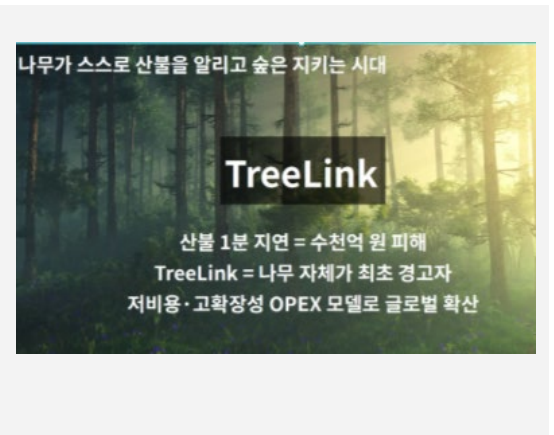 나무가 스스로 산불을 알리고 숲은 지키는 시대
TreeLink
산불 1분 지연 = 수천억 원 피해
TreeLink = 나무 자체가 최초 경고자
저비용·고확장성 OPEX 모델로 글로벌 확산